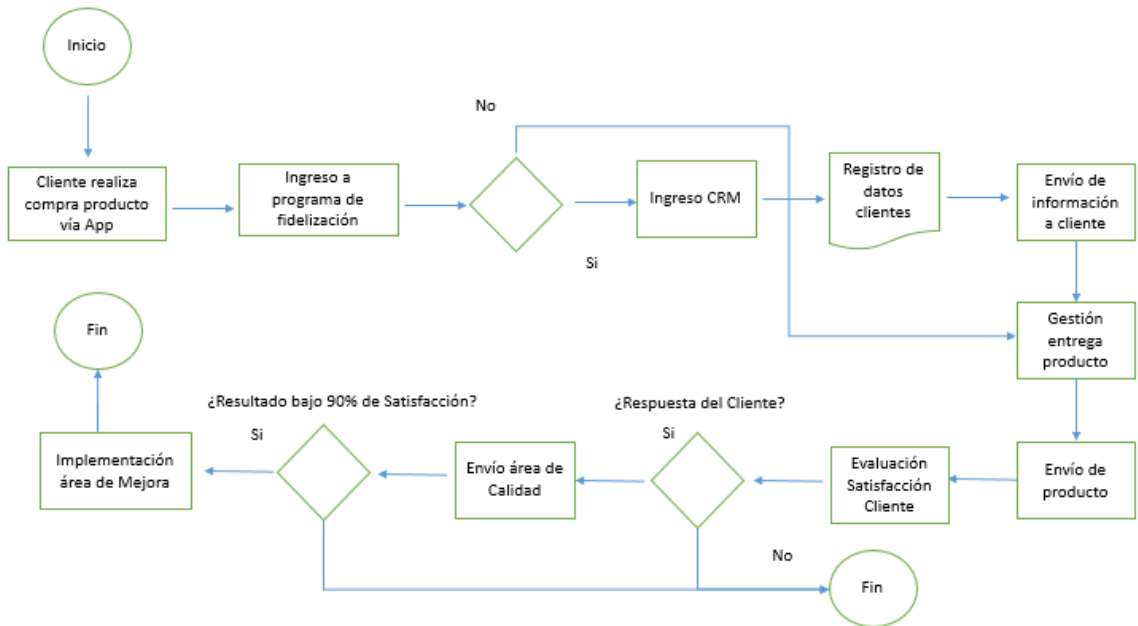 Inicio
No
Cliente realiza
compra producto
vía App
Ingreso a
programa de
fidelización
Si
Ingreso CRM
Registro de
datos
clientes
Envío de
información
a cliente
Gestión
entrega
producto
Fin
¿Resultado bajo 90% de Satisfacción?
Si
¿Respuesta del Cliente?
Si
Implementación
área de Mejora
Envío área de
Calidad
Evaluación
Satisfacción
Cliente
Envío de
producto
No
Fin